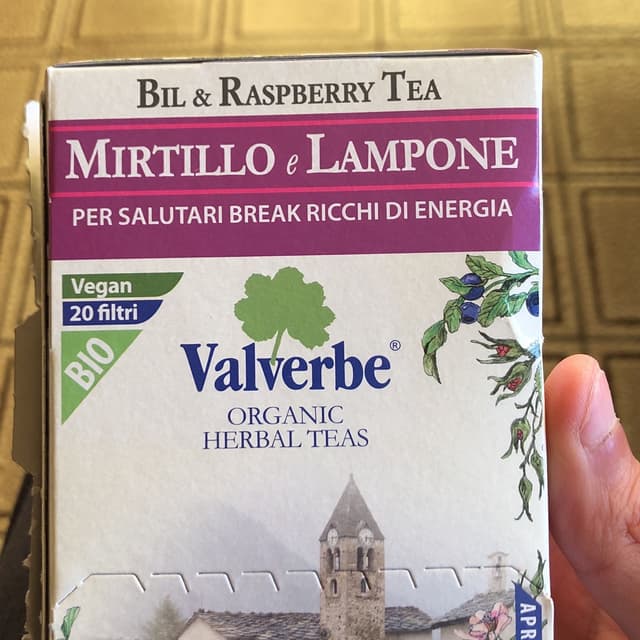 BIL & RASPBERRY TEA
MIRTILLO e LAMPONE
PER SALUTARI BREAK RICCHI DI ENERGIA
Vegan
20 filtri
BIO
Valverbe®
ORGANIC
HERBAL TEAS
APR